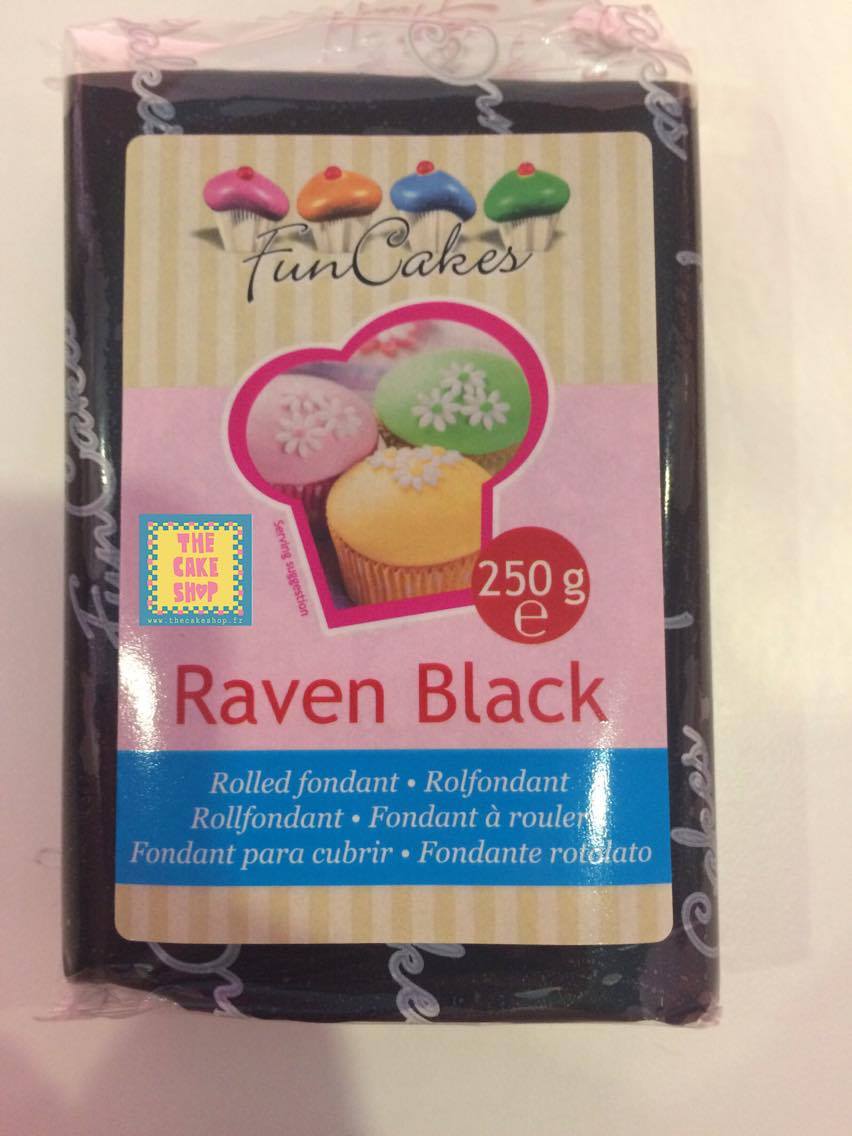 FunCakes
Serving suggestion
THE
CAKE
SHOP
www.thecakeshop.fr
250 g
e
Raven Black
Rolled fondant • Rolfondant
Rollfondant • Fondant à rouler
Fondant para cubrir • Fondante rotolato